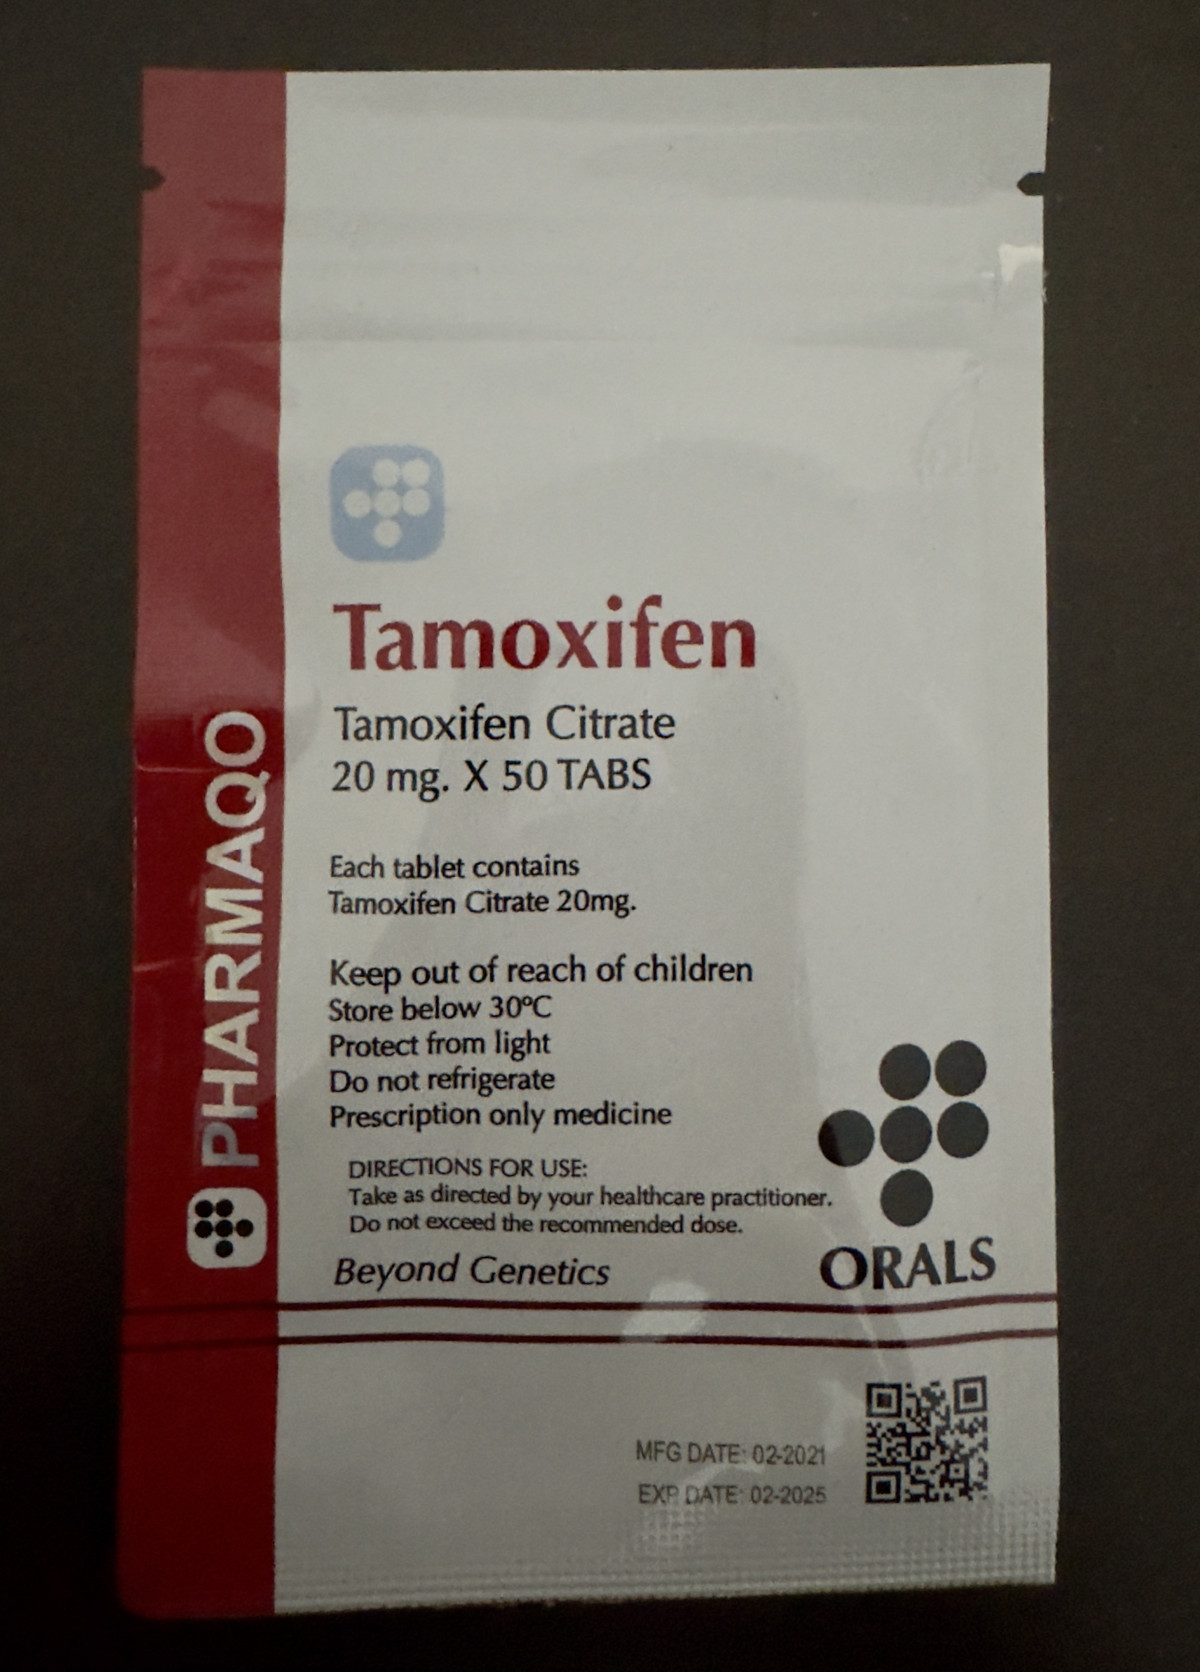 Tamoxifen
Tamoxifen Citrate
20 mg. X 50 TABS
Each tablet contains
Tamoxifen Citrate 20mg.
Keep out of reach of children
Store below 30ºC
Protect from light
Do not refrigerate
Prescription only medicine
DIRECTIONS FOR USE:
Take as directed by your healthcare practitioner.
Do not exceed the recommended dose.
Beyond Genetics
ORALS
PHARMAQO
MFG DATE: 02-2021
EXP DATE: 02-2025